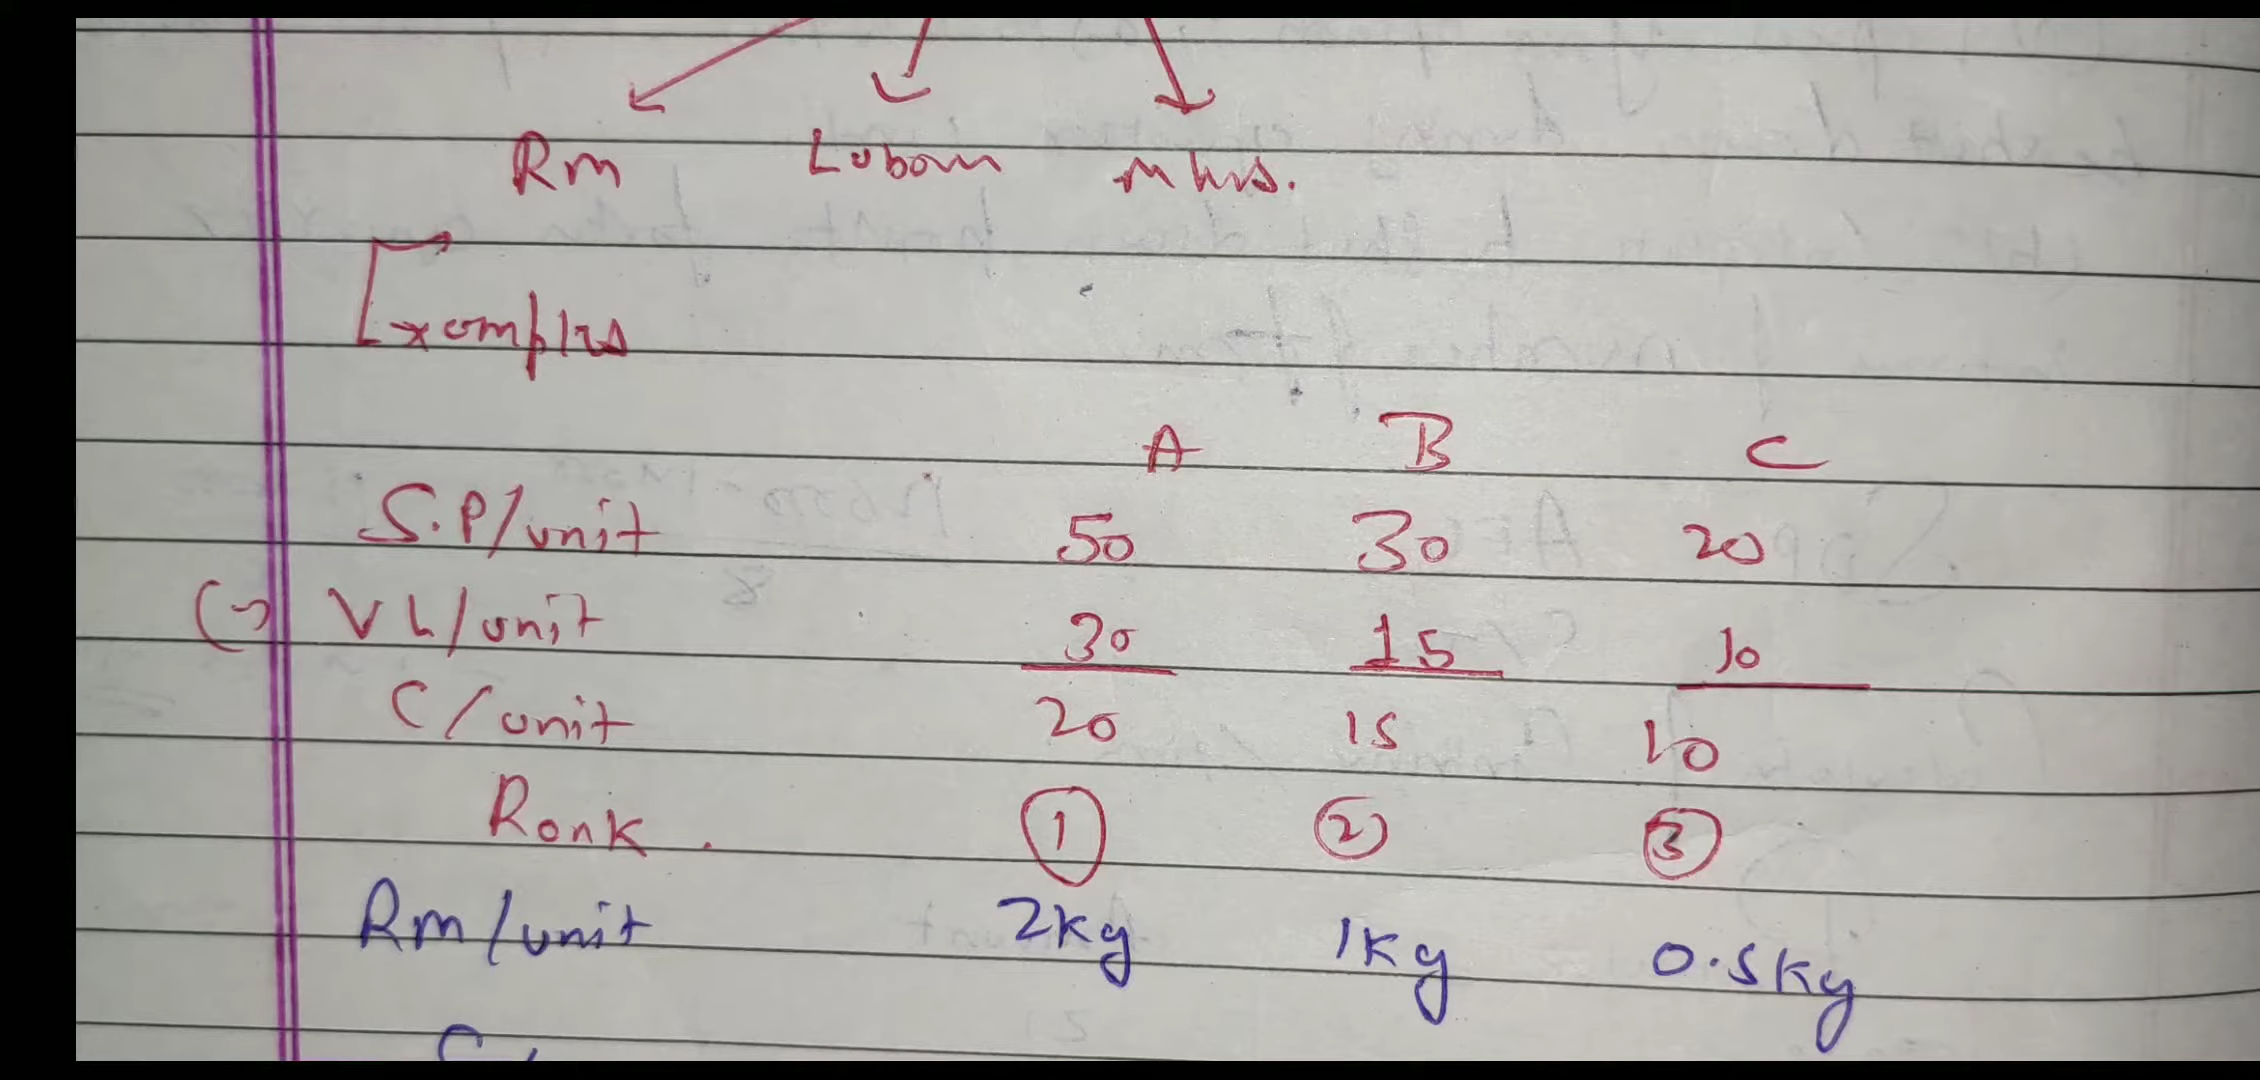 Rm Labour Mhrs.
Examples
A B C
S.P/unit 50 30 20
(-) VC/unit 30 15 10
C/unit 20 15 10
Rank. 1 2 3
Rm/unit 2kg 1kg 0.5kg